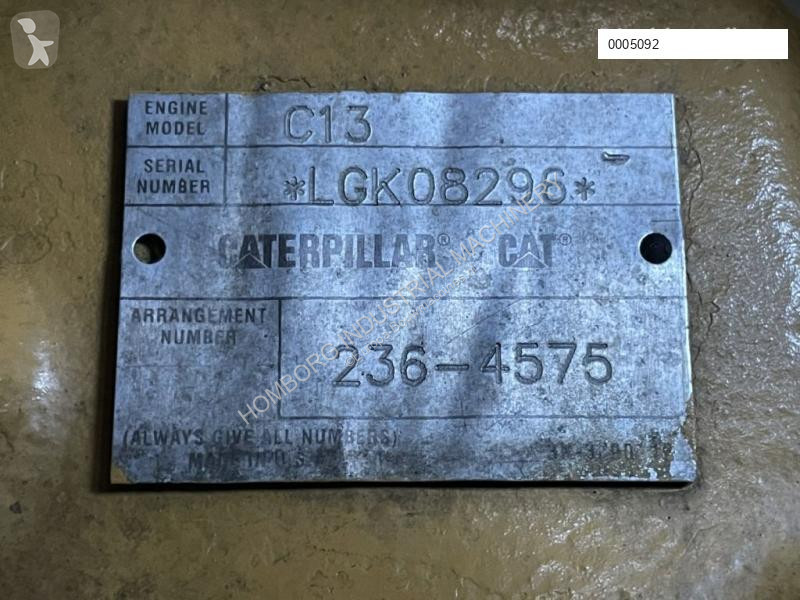 0005092
ENGINE MODEL C13
SERIAL NUMBER *LGK08296*
CATERPILLAR® CAT®
ARRANGEMENT NUMBER
236-4575
(ALWAYS GIVE ALL NUMBERS)
HOMBORG INDUSTRIAL MACHINERY